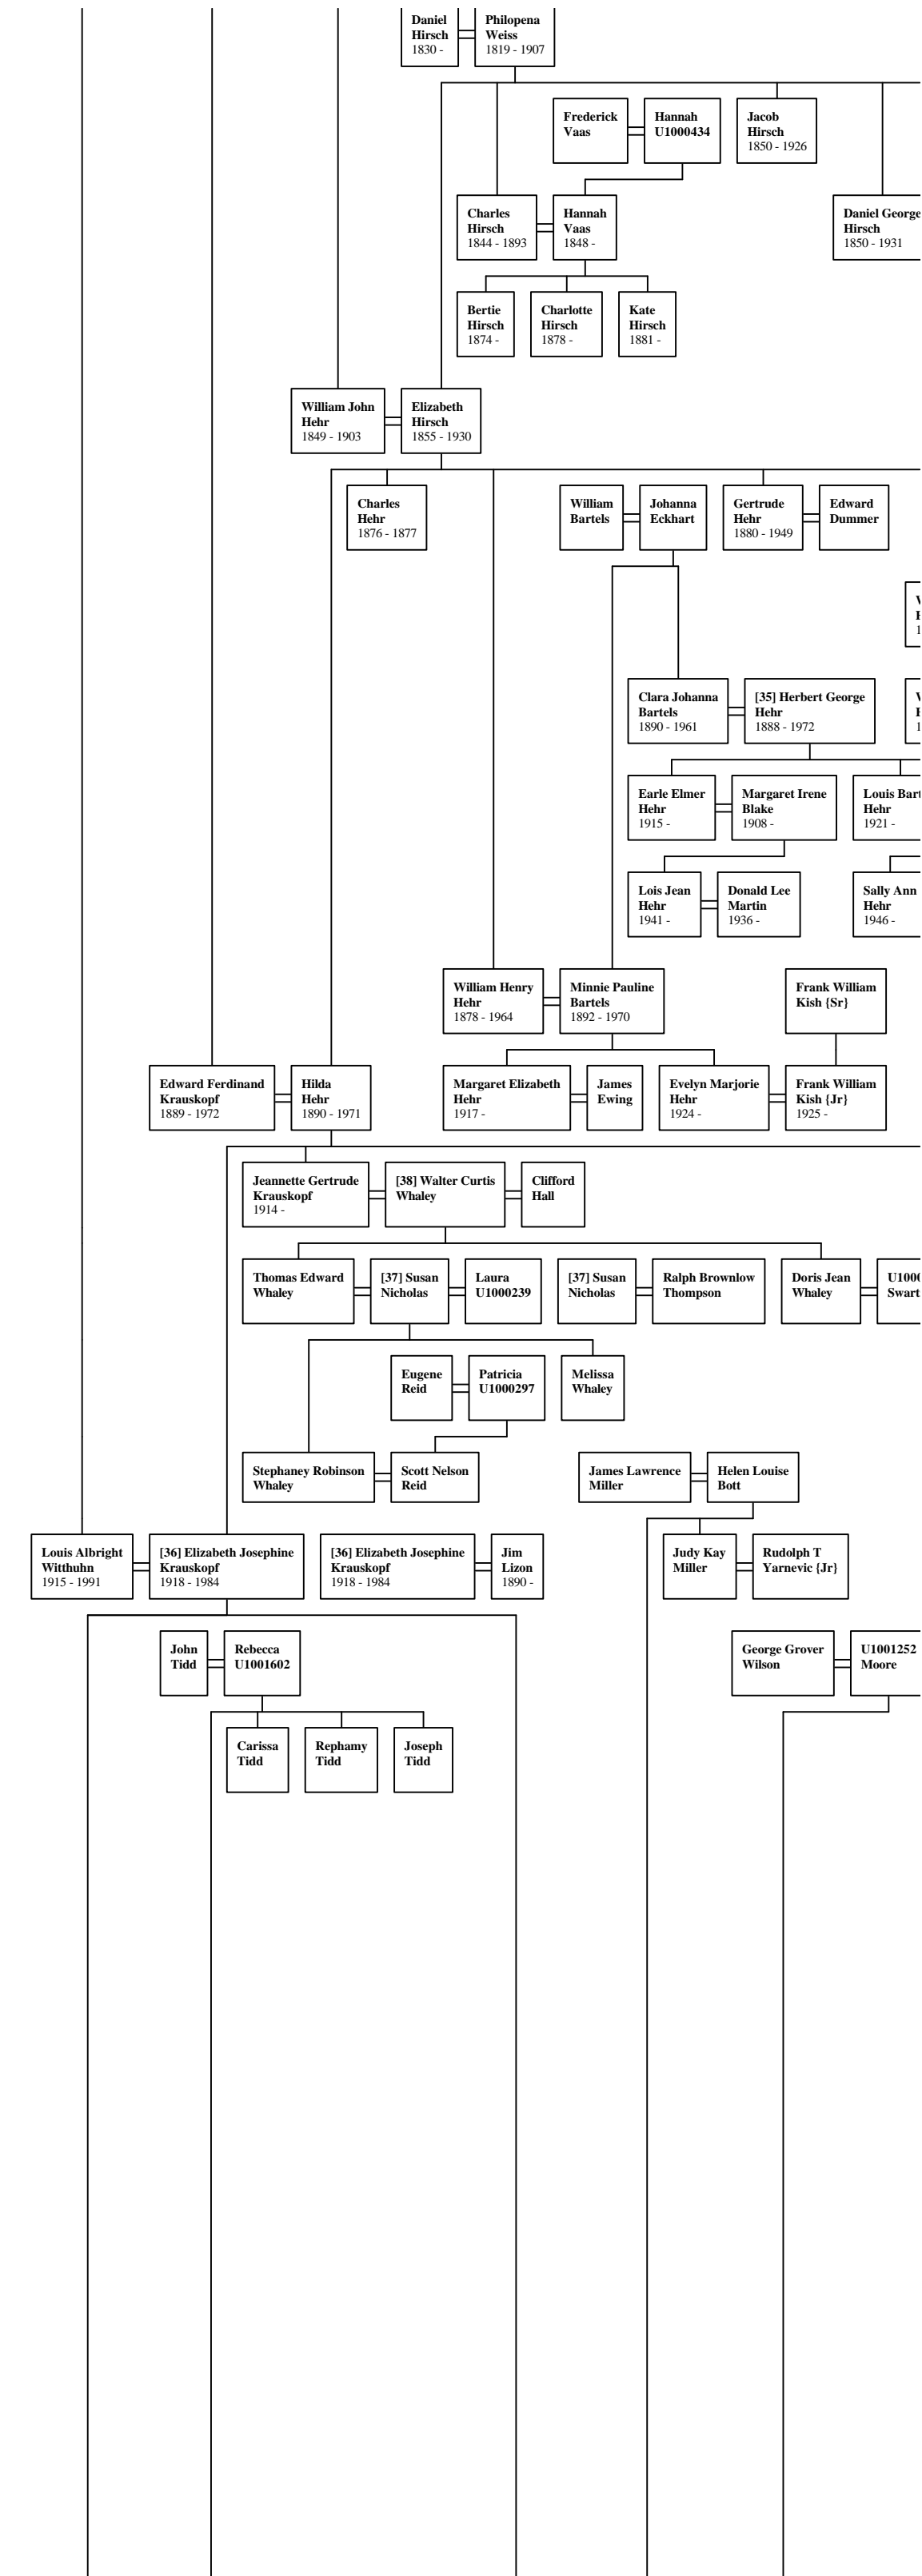 Daniel
Hirsch
1830 -
Philopena
Weiss
1819 - 1907
Frederick
Vaas
Hannah
U1000434
Jacob
Hirsch
1850 - 1926
Charles
Hirsch
1844 - 1893
Hannah
Vaas
1848 -
Daniel George
Hirsch
1850 - 1931
Bertie
Hirsch
1874 -
Charlotte
Hirsch
1878 -
Kate
Hirsch
1881 -
William John
Hehr
1849 - 1903
Elizabeth
Hirsch
1855 - 1930
Charles
Hehr
1876 - 1877
William
Bartels
Johanna
Eckhart
Gertrude
Hehr
1880 - 1949
Edward
Dummer
Clara Johanna
Bartels
1890 - 1961
[35] Herbert George
Hehr
1888 - 1972
Earle Elmer
Hehr
1915 -
Margaret Irene
Blake
1908 -
Louis Bart
Hehr
1921 -
Lois Jean
Hehr
1941 -
Donald Lee
Martin
1936 -
Sally Ann
Hehr
1946 -
William Henry
Hehr
1878 - 1964
Minnie Pauline
Bartels
1892 - 1970
Frank William
Kish {Sr}
Edward Ferdinand
Krauskopf
1889 - 1972
Hilda
Hehr
1890 - 1971
Margaret Elizabeth
Hehr
1917 -
James
Ewing
Evelyn Marjorie
Hehr
1924 -
Frank William
Kish {Jr}
1925 -
Jeannette Gertrude
Krauskopf
1914 -
[38] Walter Curtis
Whaley
Clifford
Hall
Thomas Edward
Whaley
[37] Susan
Nicholas
Laura
U1000239
[37] Susan
Nicholas
Ralph Brownlow
Thompson
Doris Jean
Whaley
U1000
Swart
Eugene
Reid
Patricia
U1000297
Melissa
Whaley
Stephaney Robinson
Whaley
Scott Nelson
Reid
James Lawrence
Miller
Helen Louise
Bott
Louis Albright
Witthuhn
1915 - 1991
[36] Elizabeth Josephine
Krauskopf
1918 - 1984
[36] Elizabeth Josephine
Krauskopf
1918 - 1984
Jim
Lizon
1890 -
Judy Kay
Miller
Rudolph T
Yarnevic {Jr}
John
Tidd
Rebecca
U1001602
George Grover
Wilson
U1001252
Moore
Carissa
Tidd
Rephamy
Tidd
Joseph
Tidd